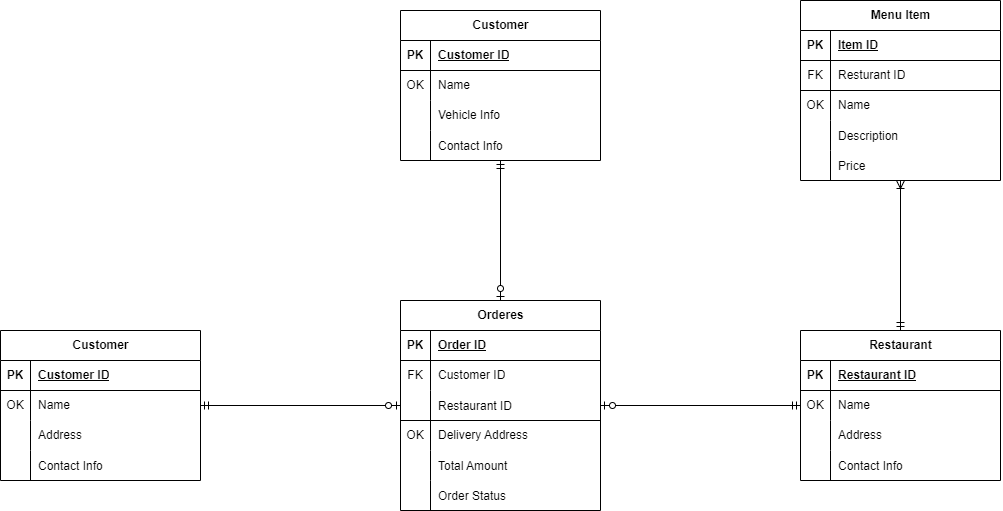 Customer
PK Customer ID
OK Name
Vehicle Info
Contact Info
Menu Item
PK Item ID
FK Resturant ID
OK Name
Description
Price
Customer
PK Customer ID
OK Name
Address
Contact Info
Orderes
PK Order ID
FK Customer ID
Restaurant ID
OK Delivery Address
Total Amount
Order Status
Restaurant
PK Restaurant ID
OK Name
Address
Contact Info